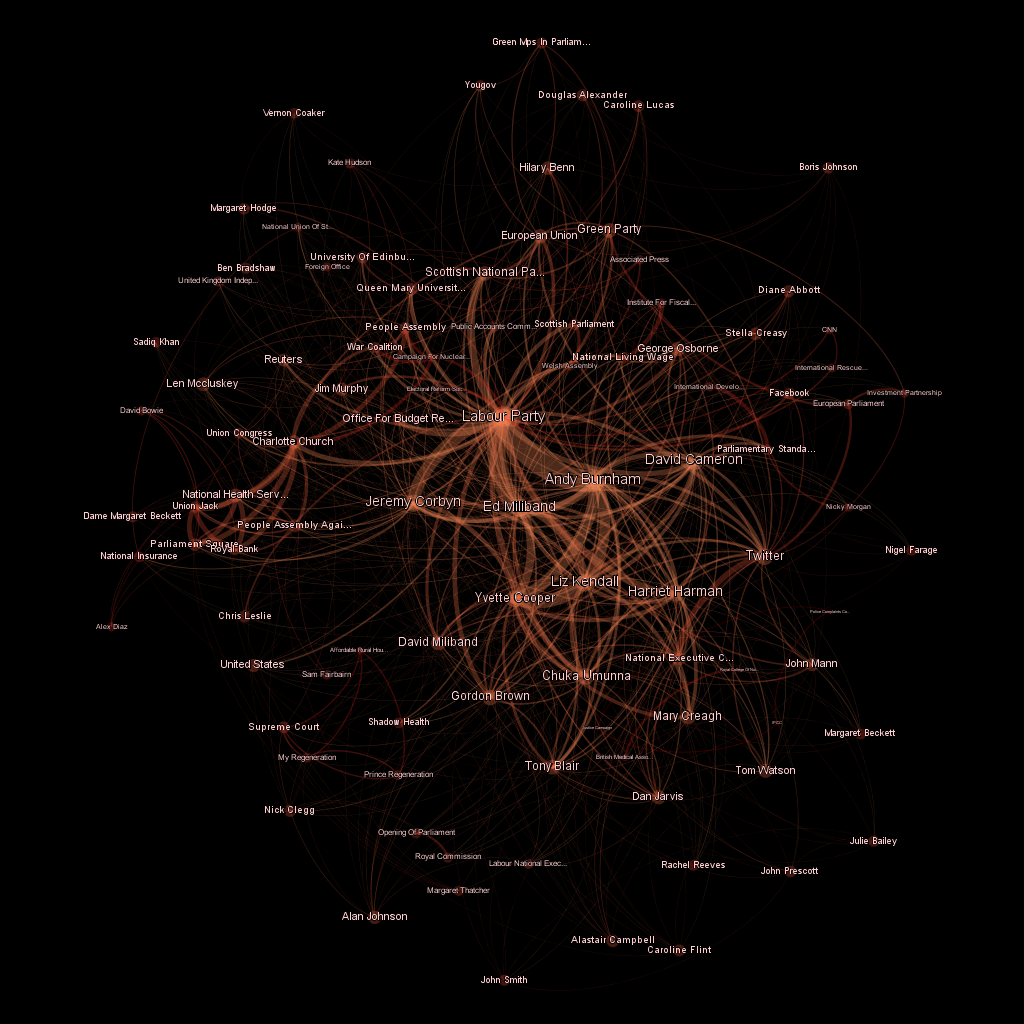 Green Mps In Parliam...
Yougov
Douglas Alexander
Caroline Lucas
Vernon Coaker
Kate Hudson
Hilary Benn
Boris Johnson
Margaret Hodge
National Union Of St...
European Union
Green Party
University Of Edinbu...
Foreign Office
Ben Bradshaw
Associated Press
Scottish National Pa...
United Kingdom Indep...
Queen Mary Universit...
Diane Abbott
Institute For Fiscal...
People Assembly
Public Accounts Comm...
Scottish Parliament
Stella Creasy
CNN
Sadiq Khan
War Coalition
George Osborne
Reuters
Campaign For Nuclear...
National Living Wage
Welsh Assembly
International Rescue...
Len Mccluskey
Jim Murphy
Electoral Reform Soc...
International Develo...
Facebook
Investment Partnership
European Parliament
David Bowie
Office For Budget Re...
Labour Party
Union Congress
Charlotte Church
Parliamentary Standa...
David Cameron
Andy Burnham
National Health Serv...
Jeremy Corbyn
Ed Miliband
Union Jack
Nicky Morgan
Dame Margaret Beckett
People Assembly Agai...
Parliament Square
Royal Bank
National Insurance
Twitter
Nigel Farage
Liz Kendall
Harriet Harman
Yvette Cooper
Police Complaints Co...
Chris Leslie
Alex Diaz
David Miliband
Affordable Rural Hou...
National Executive C...
United States
John Mann
Royal College Of Nur...
Sam Fairbairn
Chuka Umunna
Gordon Brown
Mary Creagh
Shadow Health
Supreme Court
IPCC
Margaret Beckett
My Regeneration
British Medical Asso...
Tony Blair
Tom Watson
Prince Regeneration
Dan Jarvis
Nick Clegg
Opening Of Parliament
Julie Bailey
Royal Commission
Labour National Exec...
Rachel Reeves
John Prescott
Margaret Thatcher
Alan Johnson
Alastair Campbell
Caroline Flint
John Smith